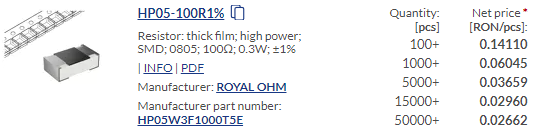 HP05-100R1%
Resistor: thick film; high power;
SMD; 0805; 100Ω; 0.3W; ±1%
| INFO | PDF
Manufacturer: ROYAL OHM
Manufacturer part number:
HP05W3F1000T5E
Quantity: Net price *
[pcs] [RON/pcs]:
100+ 0.14110
1000+ 0.06045
5000+ 0.03659
15000+ 0.02960
50000+ 0.02662